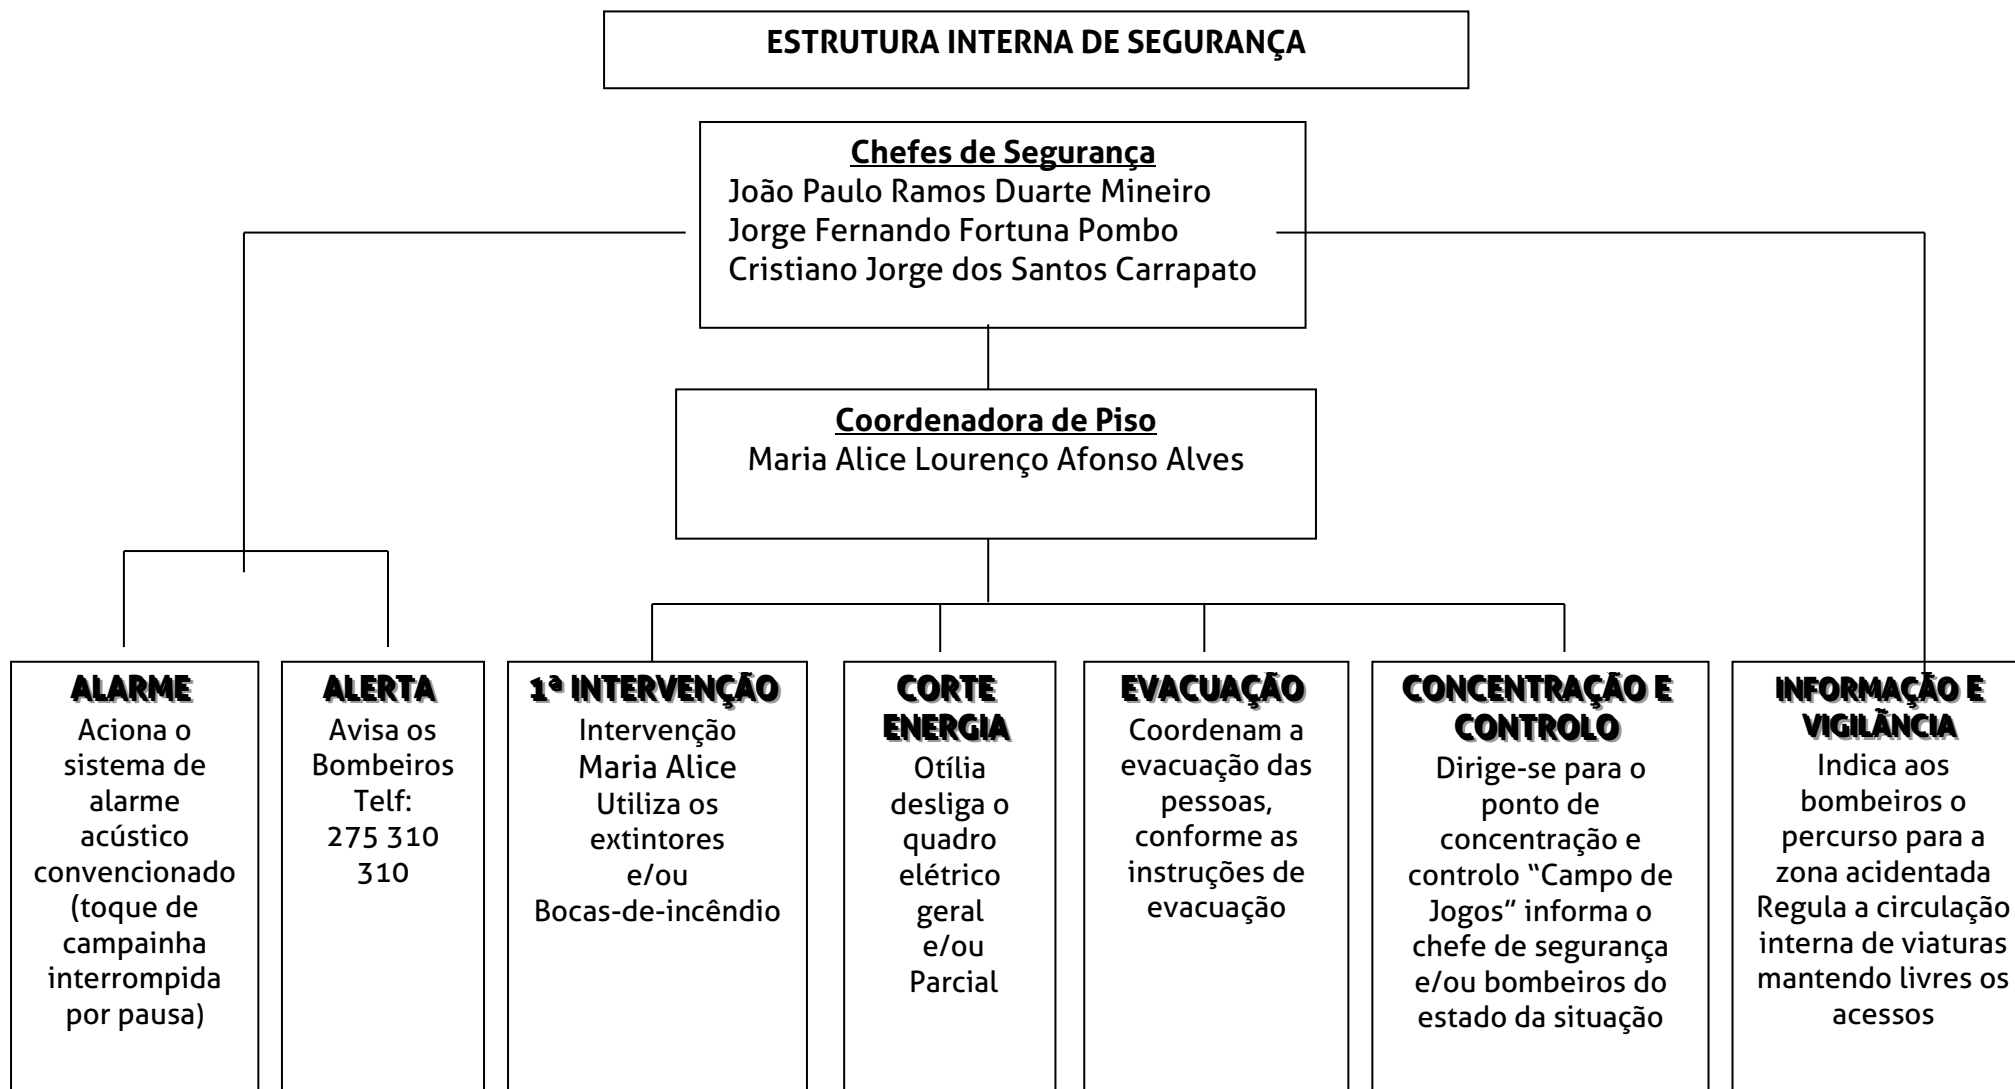 ESTRUTURA INTERNA DE SEGURANÇA
Chefes de Segurança
João Paulo Ramos Duarte Mineiro
Jorge Fernando Fortuna Pombo
Cristiano Jorge dos Santos Carrapato
Coordenadora de Piso
Maria Alice Lourenço Afonso Alves
ALARME
Aciona o
sistema de
alarme
acústico
convencionado
(toque de
campainha
interrompida
por pausa)
ALERTA
Avisa os
Bombeiros
Telf:
275 310
310
1ª INTERVENÇÃO
Intervenção
Maria Alice
Utiliza os
extintores
e/ou
Bocas-de-incêndio
CORTE
ENERGIA
Otília
desliga o
quadro
elétrico
geral
e/ou
Parcial
EVACUAÇÃO
Coordenam a
evacuação das
pessoas,
conforme as
instruções de
evacuação
CONCENTRAÇÃO E
CONTROLO
Dirige-se para o
ponto de
concentração e
controlo “Campo de
Jogos” informa o
chefe de segurança
e/ou bombeiros do
estado da situação
INFORMAÇÃO E
VIGILÃNCIA
Indica aos
bombeiros o
percurso para a
zona acidentada
Regula a circulação
interna de viaturas
mantendo livres os
acessos